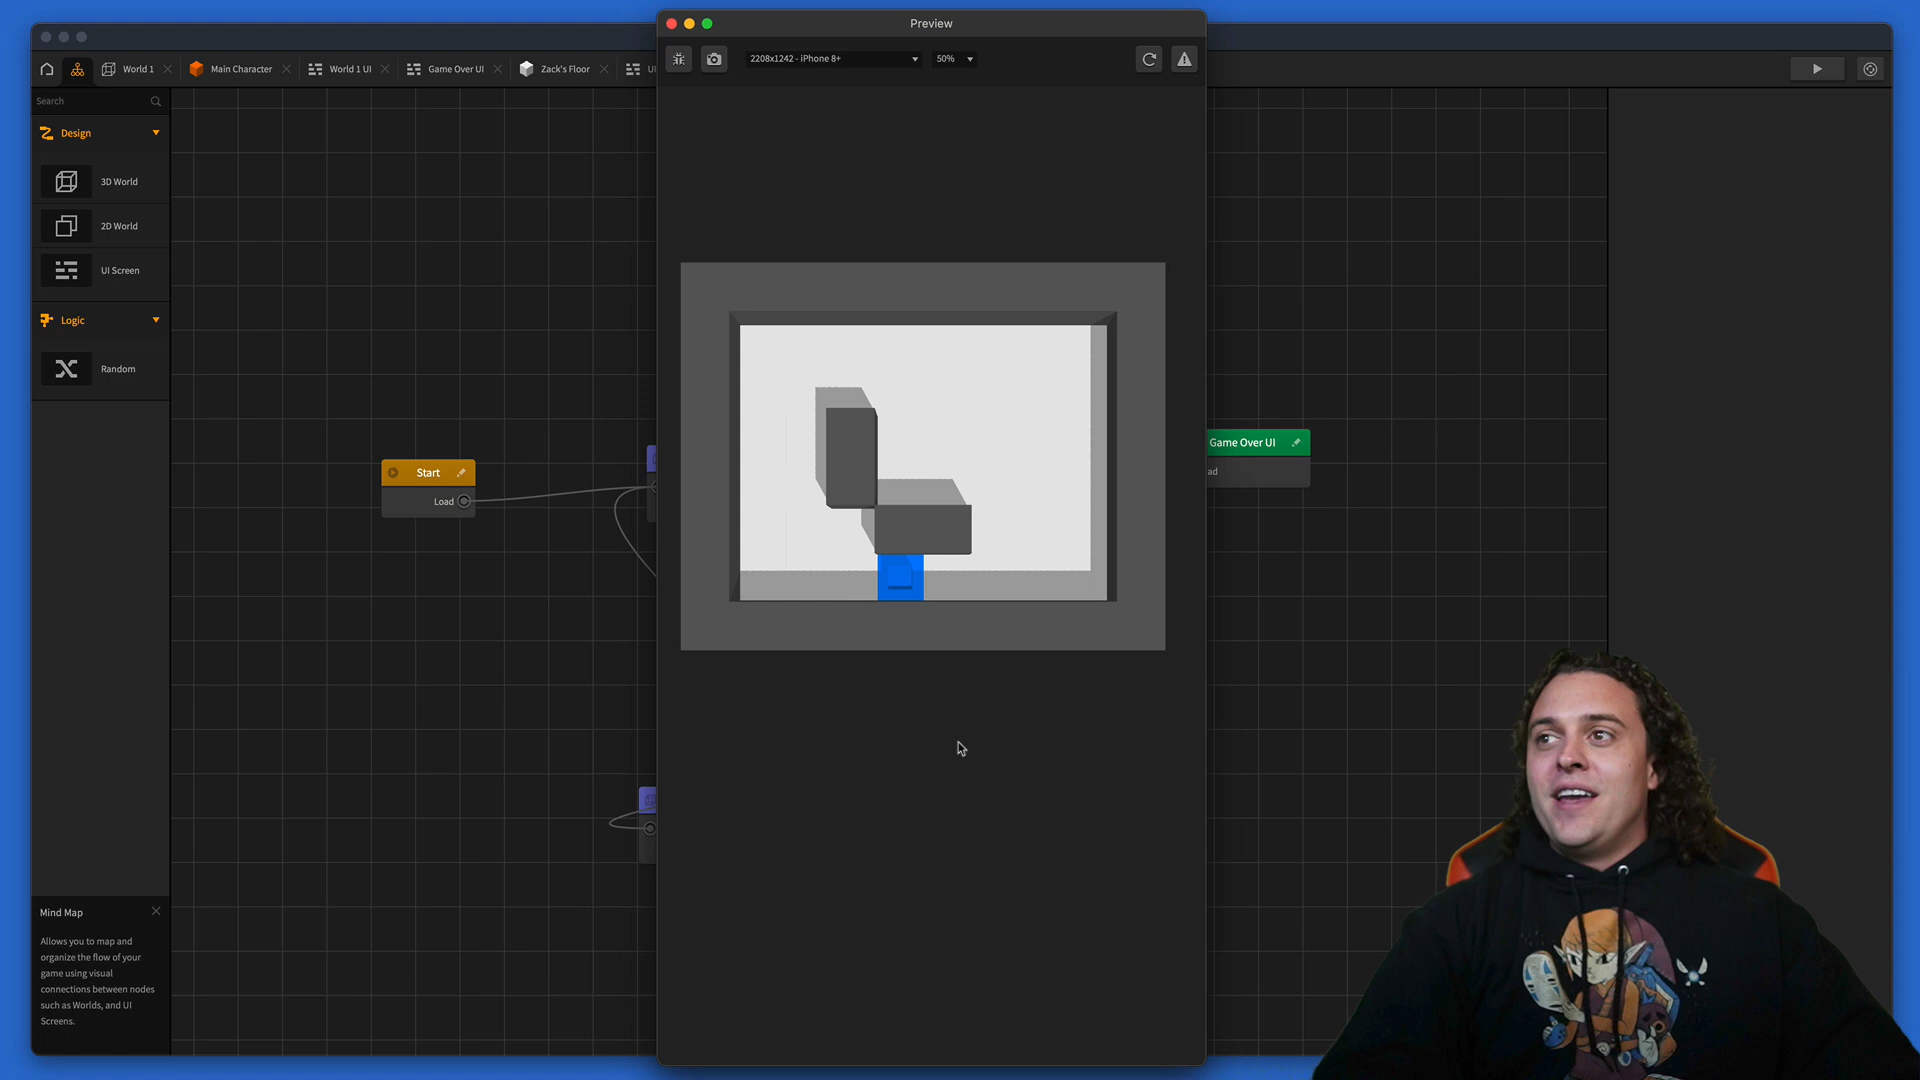 Preview
2208x1242 - iPhone 8+
50%
World 1
Main Character
World 1 UI
Game Over UI
Zack's Floor
Search
Design
3D World
2D World
UI Screen
Logic
Random
Start
Load
Game Over UI
ad
Mind Map
Allows you to map and
organize the flow of your
game using visual
connections between nodes
such as Worlds, and UI
Screens.